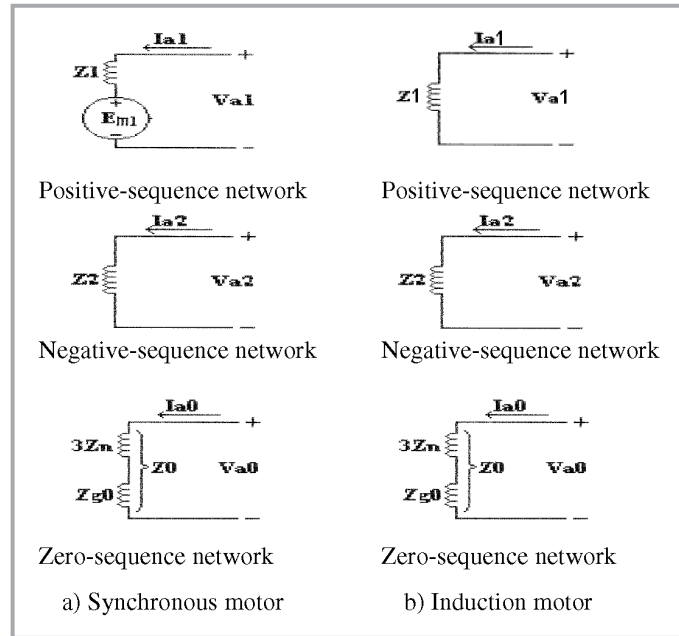 Ia1 +
Z1
Em1
+
Va1
−
−
Positive-sequence network
Ia1 +
Z1
Va1
−
Positive-sequence network
Ia2 +
Z2
Va2
−
Negative-sequence network
Ia2 +
Z2
Va2
−
Negative-sequence network
Ia0 +
3Zn
Z0
Va0
Zg0
−
Zero-sequence network
Ia0 +
3Zn
Z0
Va0
Zg0
−
Zero-sequence network
a) Synchronous motor
b) Induction motor